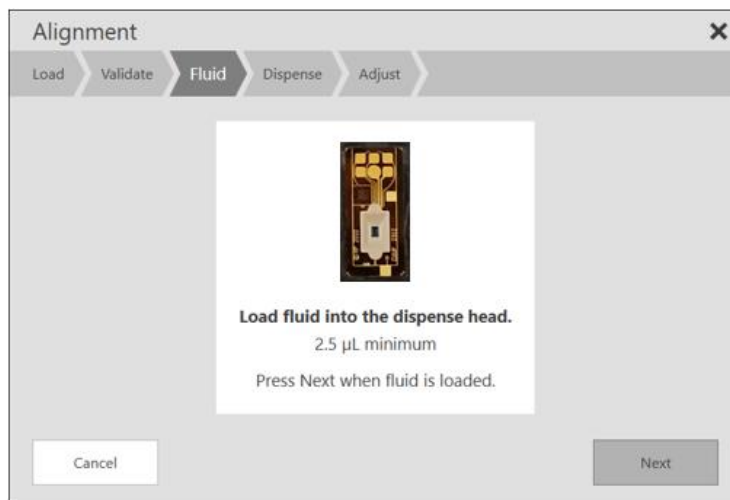 Alignment
Load Validate Fluid Dispense Adjust
Load fluid into the dispense head.
2.5 µL minimum
Press Next when fluid is loaded.
Cancel Next